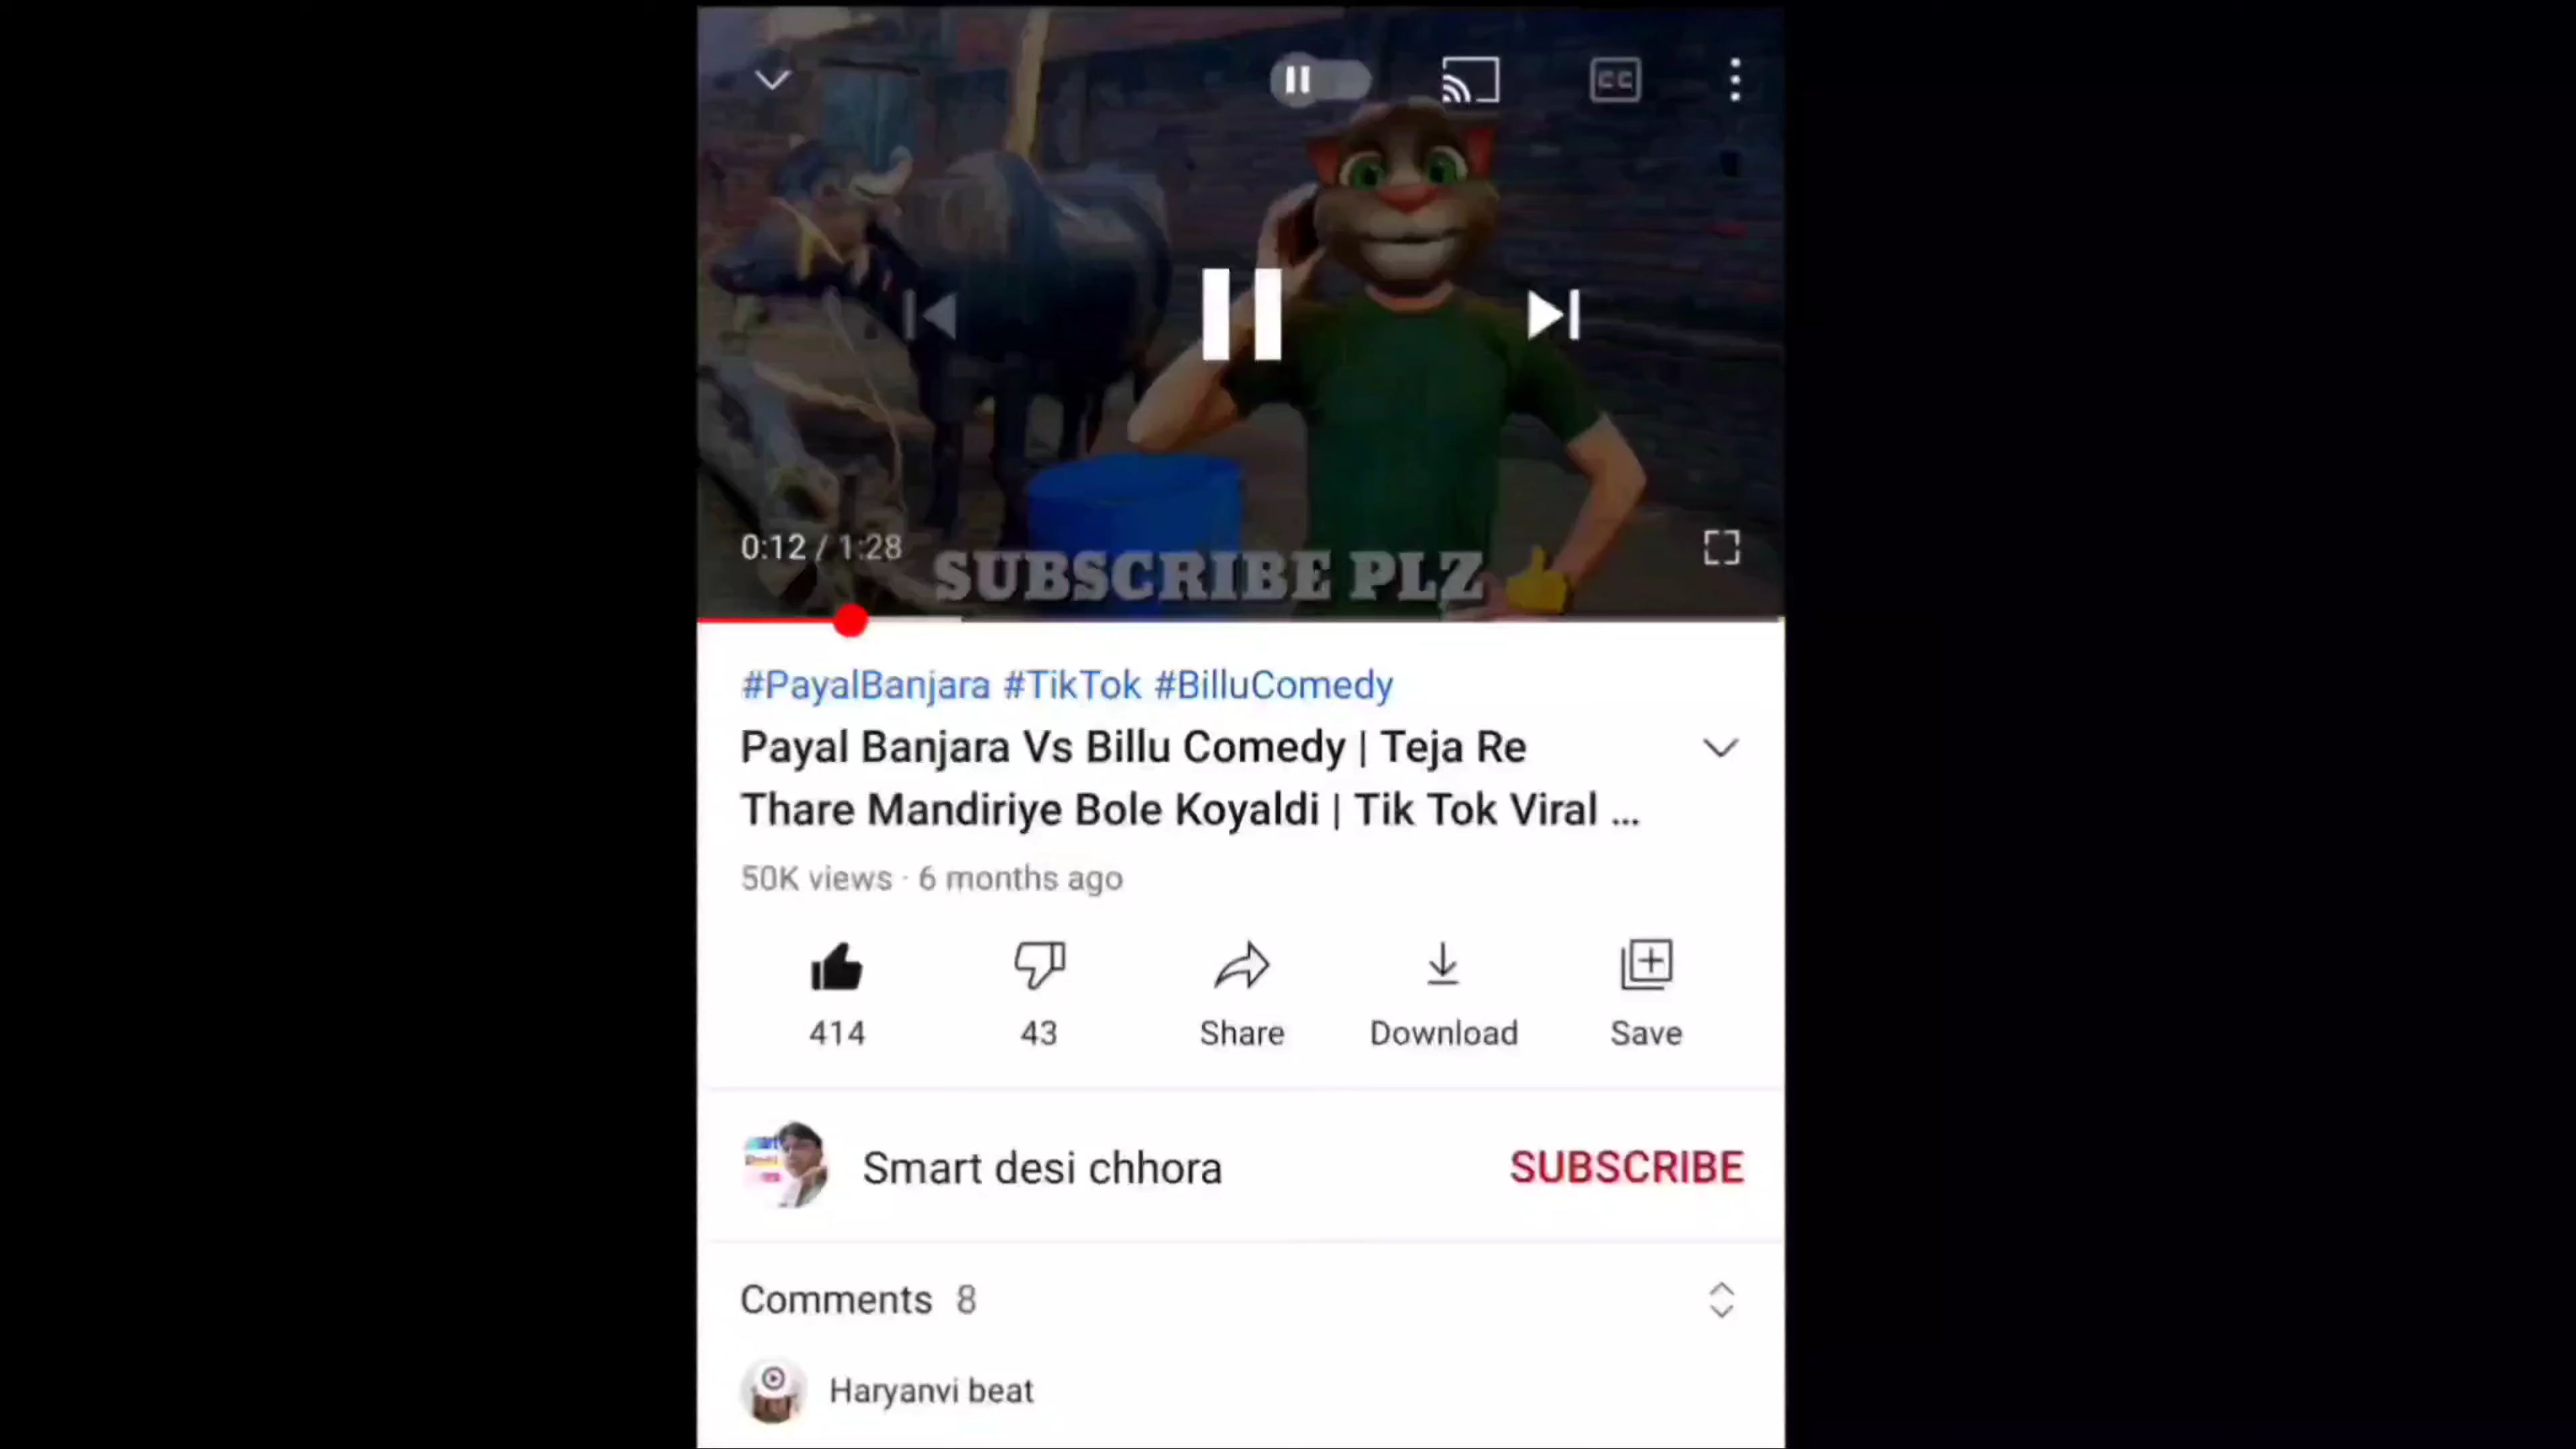 CC
0:12 / 1:28
SUBSCRIBE PLZ
#PayalBanjara #TikTok #BilluComedy
Payal Banjara Vs Billu Comedy | Teja Re
Thare Mandiriye Bole Koyaldi | Tik Tok Viral ...
50K views · 6 months ago
414 43 Share Download Save
Smart desi chhora SUBSCRIBE
Comments 8
Haryanvi beat